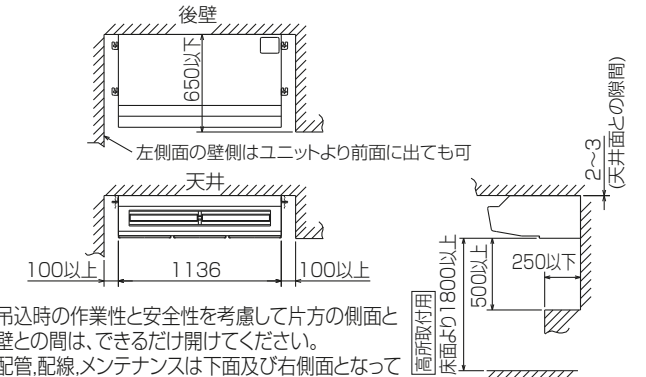 後壁
650以下
左側面の壁側はユニットより前面に出ても可
天井
100以上
1136
100以上
2〜3
(天井面との隙間)
250以下
500以上
床面より1800以上
高所取付用
吊込時の作業性と安全性を考慮して片方の側面と
壁との間は、できるだけ開けてください。
配管,配線,メンテナンスは下面及び右側面となって